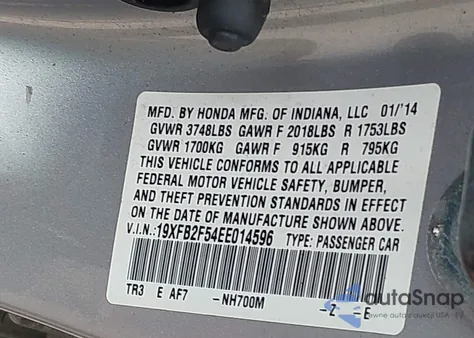 MFD. BY HONDA MFG. OF INDIANA, LLC 01/'14
GVWR 3748LBS GAWR F 2018LBS R 1753LBS
GVWR 1700KG GAWR F 915KG R 795KG
THIS VEHICLE CONFORMS TO ALL APPLICABLE
FEDERAL MOTOR VEHICLE SAFETY, BUMPER,
AND THEFT PREVENTION STANDARDS IN EFFECT
ON THE DATE OF MANUFACTURE SHOWN ABOVE.
V.I.N.: 19XFB2F54EE014596 TYPE: PASSENGER CAR
TR3 E AF7 -NH700M -Z -E
autoSnap